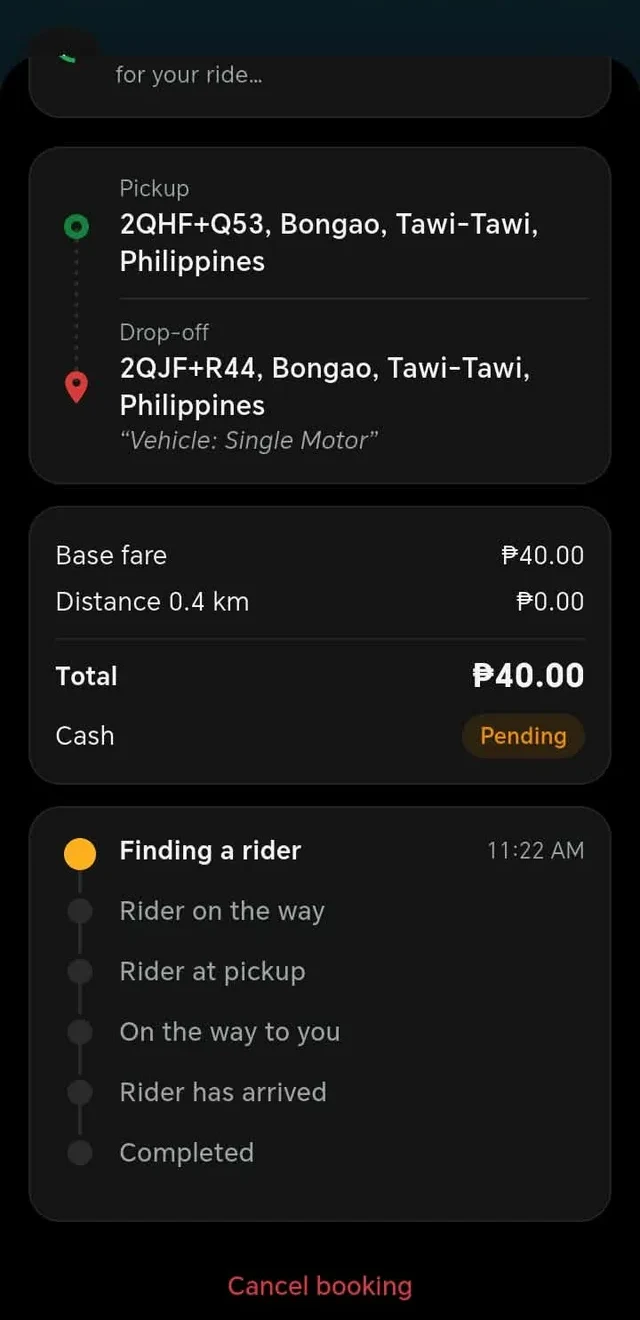 for your ride...
Pickup
2QHF+Q53, Bongao, Tawi-Tawi,
Philippines
Drop-off
2QJF+R44, Bongao, Tawi-Tawi,
Philippines
“Vehicle: Single Motor”
Base fare ₱40.00
Distance 0.4 km ₱0.00
Total ₱40.00
Cash Pending
Finding a rider 11:22 AM
Rider on the way
Rider at pickup
On the way to you
Rider has arrived
Completed
Cancel booking